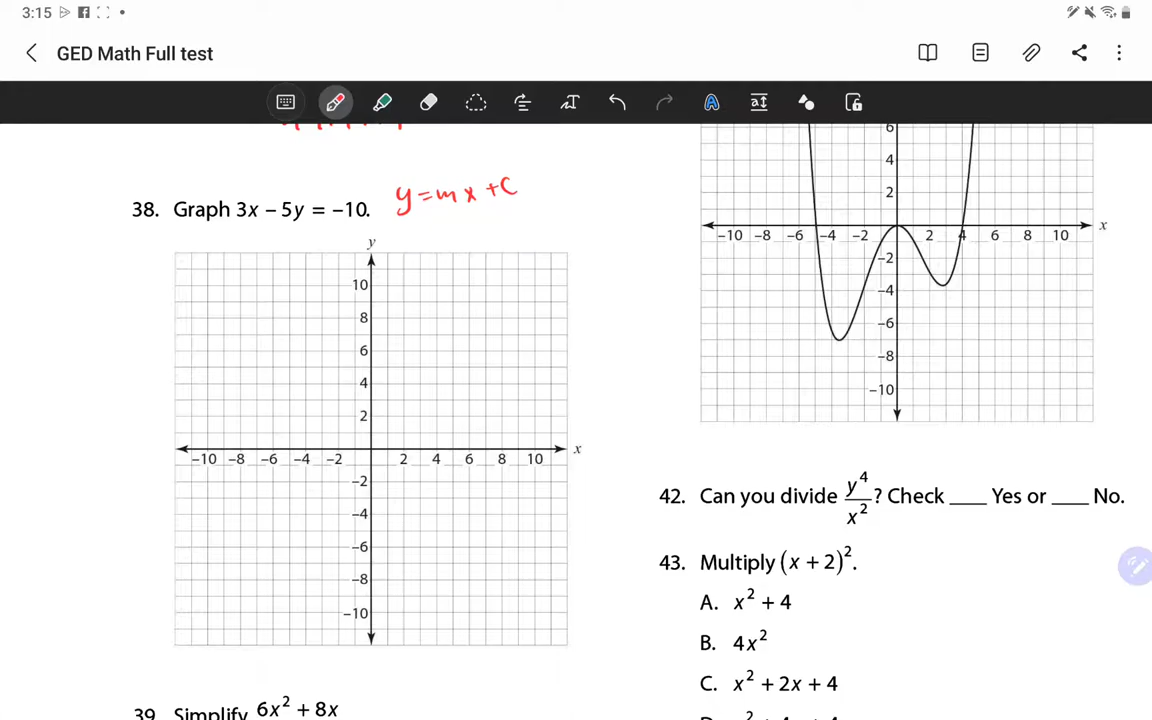 3:15
GED Math Full test
38. Graph 3x – 5y = –10. y = mx + c
y
10
8
6
4
2
–10 –8 –6 –4 –2 2 4 6 8 10 x
–2
–4
–6
–8
–10
39. Simplify 6x² + 8x
6
4
2
–10 –8 –6 –4 –2 2 4 6 8 10 x
–2
–4
–6
–8
–10
42. Can you divide y⁴/x²? Check ____ Yes or ____ No.
43. Multiply (x + 2)².
A. x² + 4
B. 4x²
C. x² + 2x + 4